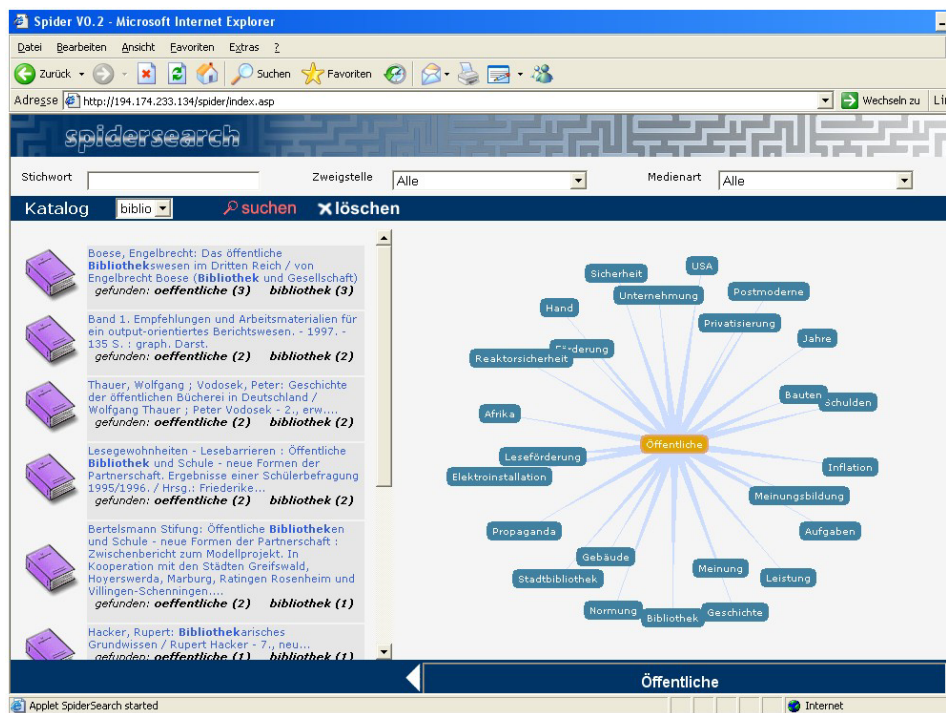 Spider V0.2 - Microsoft Internet Explorer
Datei Bearbeiten Ansicht Favoriten Extras ?
Zurück Suchen Favoriten
Adresse http://194.174.233.134/spider/index.asp Wechseln zu
spidersearch
Stichwort Zweigstelle Alle Medienart Alle
Katalog biblio suchen löschen
Boese, Engelbrecht: Das öffentliche
Bibliothekswesen im Dritten Reich / von
Engelbrecht Boese (Bibliothek und Gesellschaft)
gefunden: oeffentliche (3) bibliothek (3)
Band 1. Empfehlungen und Arbeitsmaterialien für
ein output-orientiertes Berichtswesen. - 1997. -
135 S. : graph. Darst.
gefunden: oeffentliche (2) bibliothek (2)
Thauer, Wolfgang ; Vodosek, Peter: Geschichte
der öffentlichen Bücherei in Deutschland /
Wolfgang Thauer ; Peter Vodosek - 2., erw....
gefunden: oeffentliche (2) bibliothek (2)
Lesegewohnheiten - Lesebarrieren : Öffentliche
Bibliothek und Schule - neue Formen der
Partnerschaft. Ergebnisse einer Schülerbefragung
1995/1996. / Hrsg.: Friederike...
gefunden: oeffentliche (2) bibliothek (2)
Bertelsmann Stifung: Öffentliche Bibliotheken
und Schule - neue Formen der Partnerschaft :
Zwischenbericht zum Modellprojekt. In
Kooperation mit den Städten Greifswald,
Hoyerswerda, Marburg, Ratingen Rosenheim und
Villingen-Schenningen....
gefunden: oeffentliche (2) bibliothek (1)
Hacker, Rupert: Bibliothekarisches
Grundwissen / Rupert Hacker - 7., neu...
gefunden: oeffentliche (1) bibliothek (1)
USA
Sicherheit
Postmoderne
Unternehmung
Hand
Privatisierung
Jahre
Förderung
Reaktorsicherheit
Bauten
Schulden
Afrika
Öffentliche
Leseförderung
Inflation
Elektroinstallation
Meinungsbildung
Propaganda
Aufgaben
Gebäude
Meinung
Stadtbibliothek
Leistung
Normung
Bibliothek
Geschichte
Öffentliche
Applet SpiderSearch started Internet